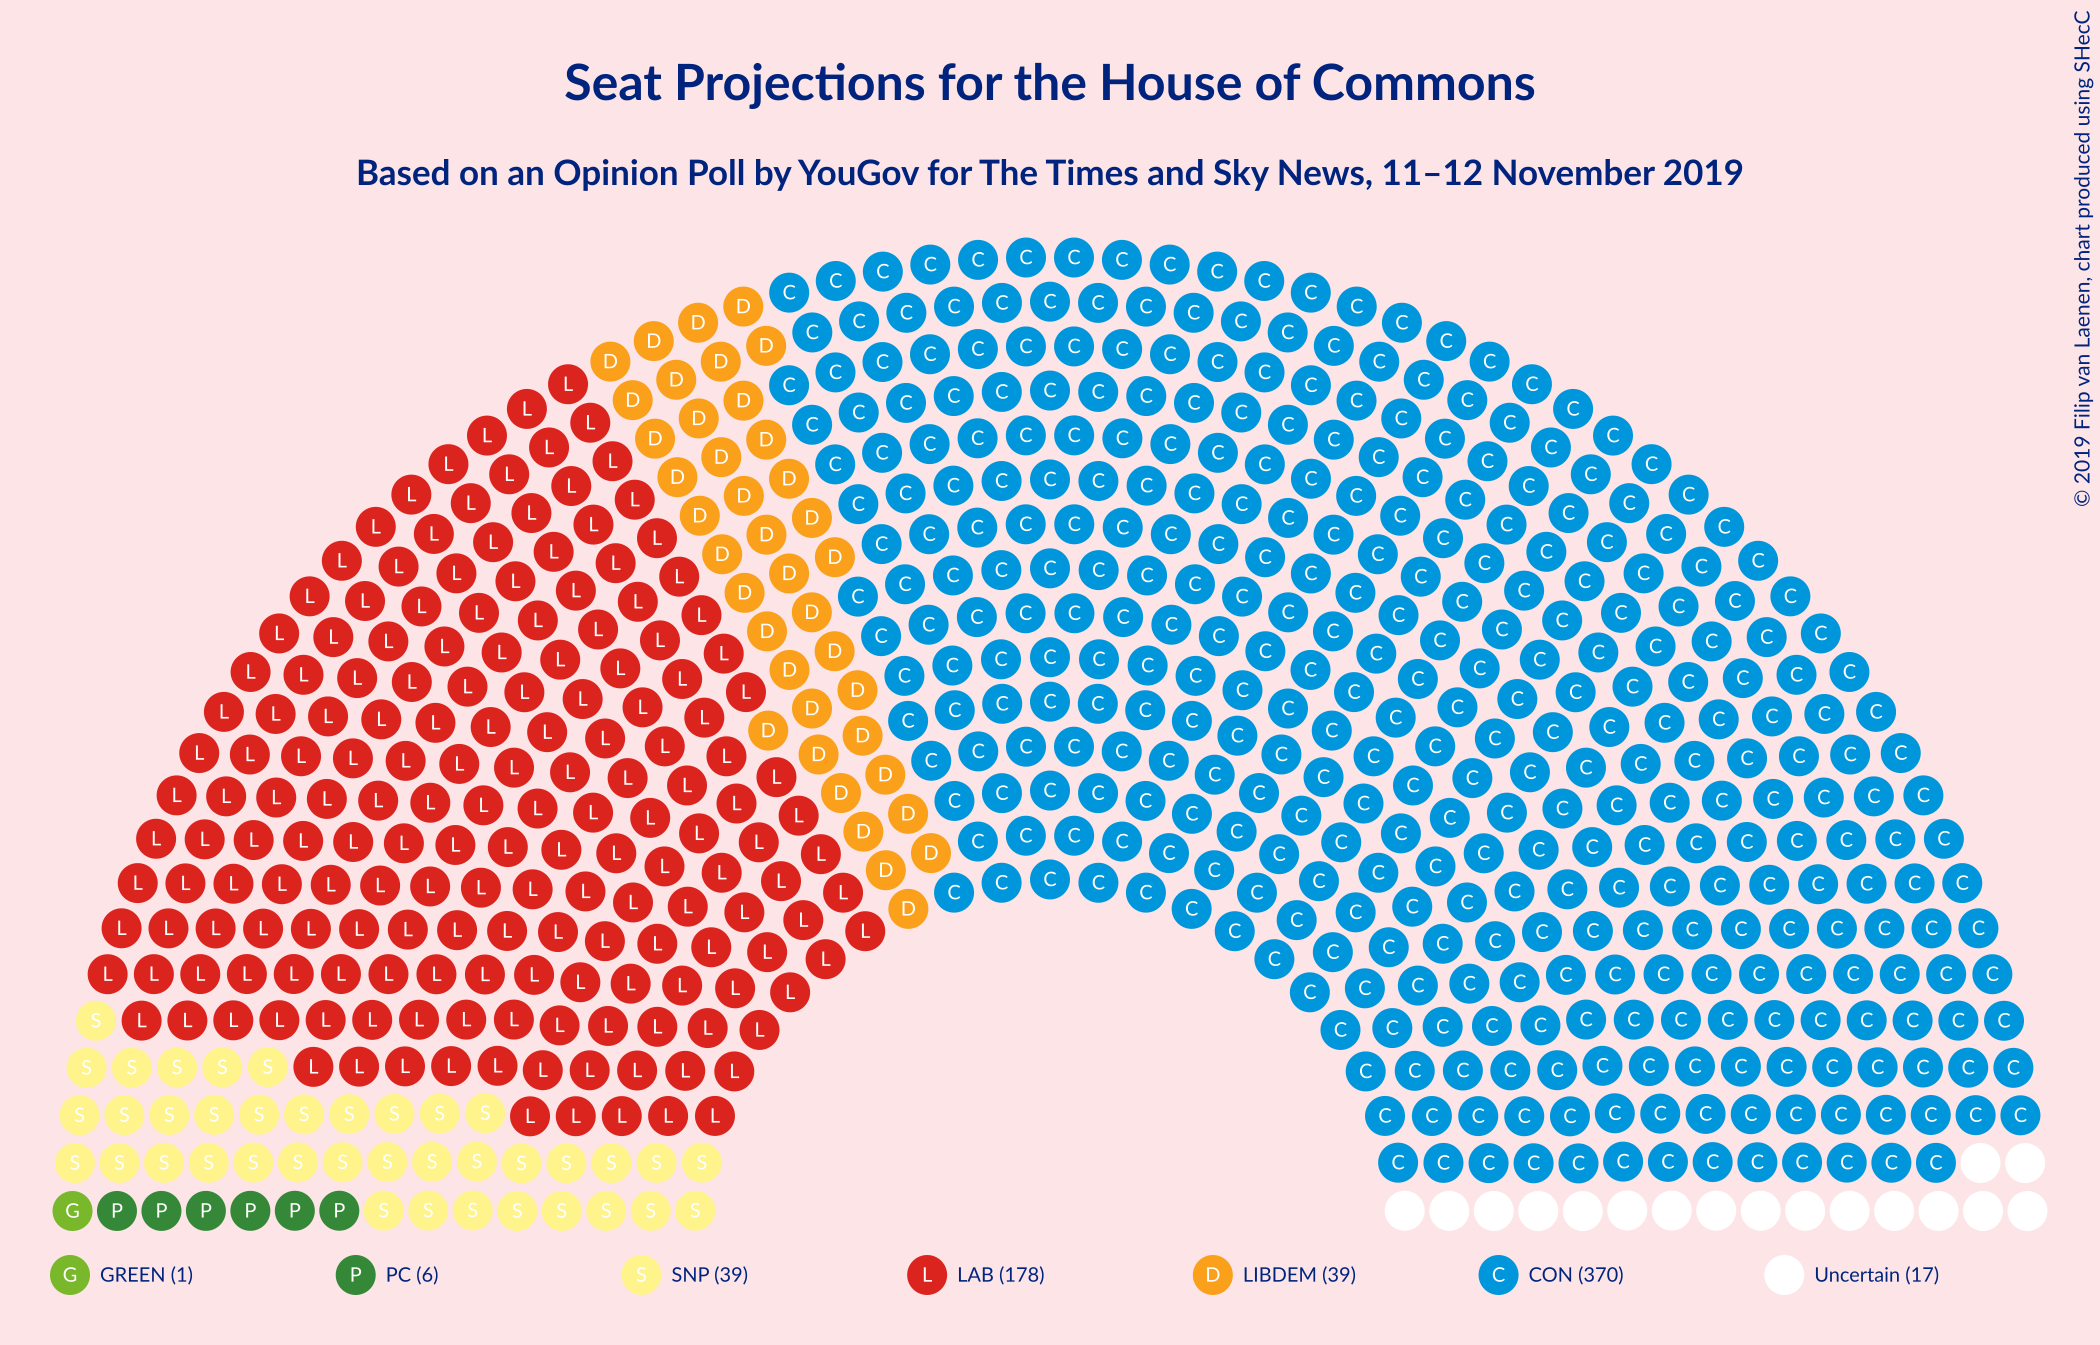 Seat Projections for the House of Commons
Based on an Opinion Poll by YouGov for The Times and Sky News, 11–12 November 2019
© 2019 Filip van Laenen, chart produced using SHecC
G GREEN (1) P PC (6) S SNP (39) L LAB (178) D LIBDEM (39) C CON (370) Uncertain (17)